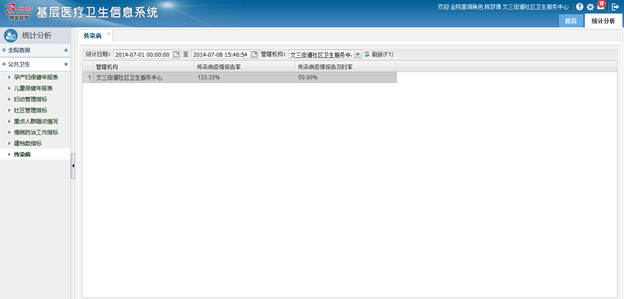 基层医疗卫生信息系统
欢迎 全院查询角色 韩梦倩 文三街道社区卫生服务中心
0
首页 统计分析
统计分析
全院查询
公共卫生
孕产妇保健年报表
儿童保健年报表
妇幼管理指标
社区管理指标
重点人群随访情况
慢病防治工作指标
建档数指标
传染病
传染病
统计日期: 2014-07-01 00:00:00 至 2014-07-08 15:46:54 管辖机构: 文三街道社区卫生服务中 刷新(F1)
管辖机构 传染病疫情报告率 传染病疫情报告及时率
1 文三街道社区卫生服务中心 133.33% 50.00%